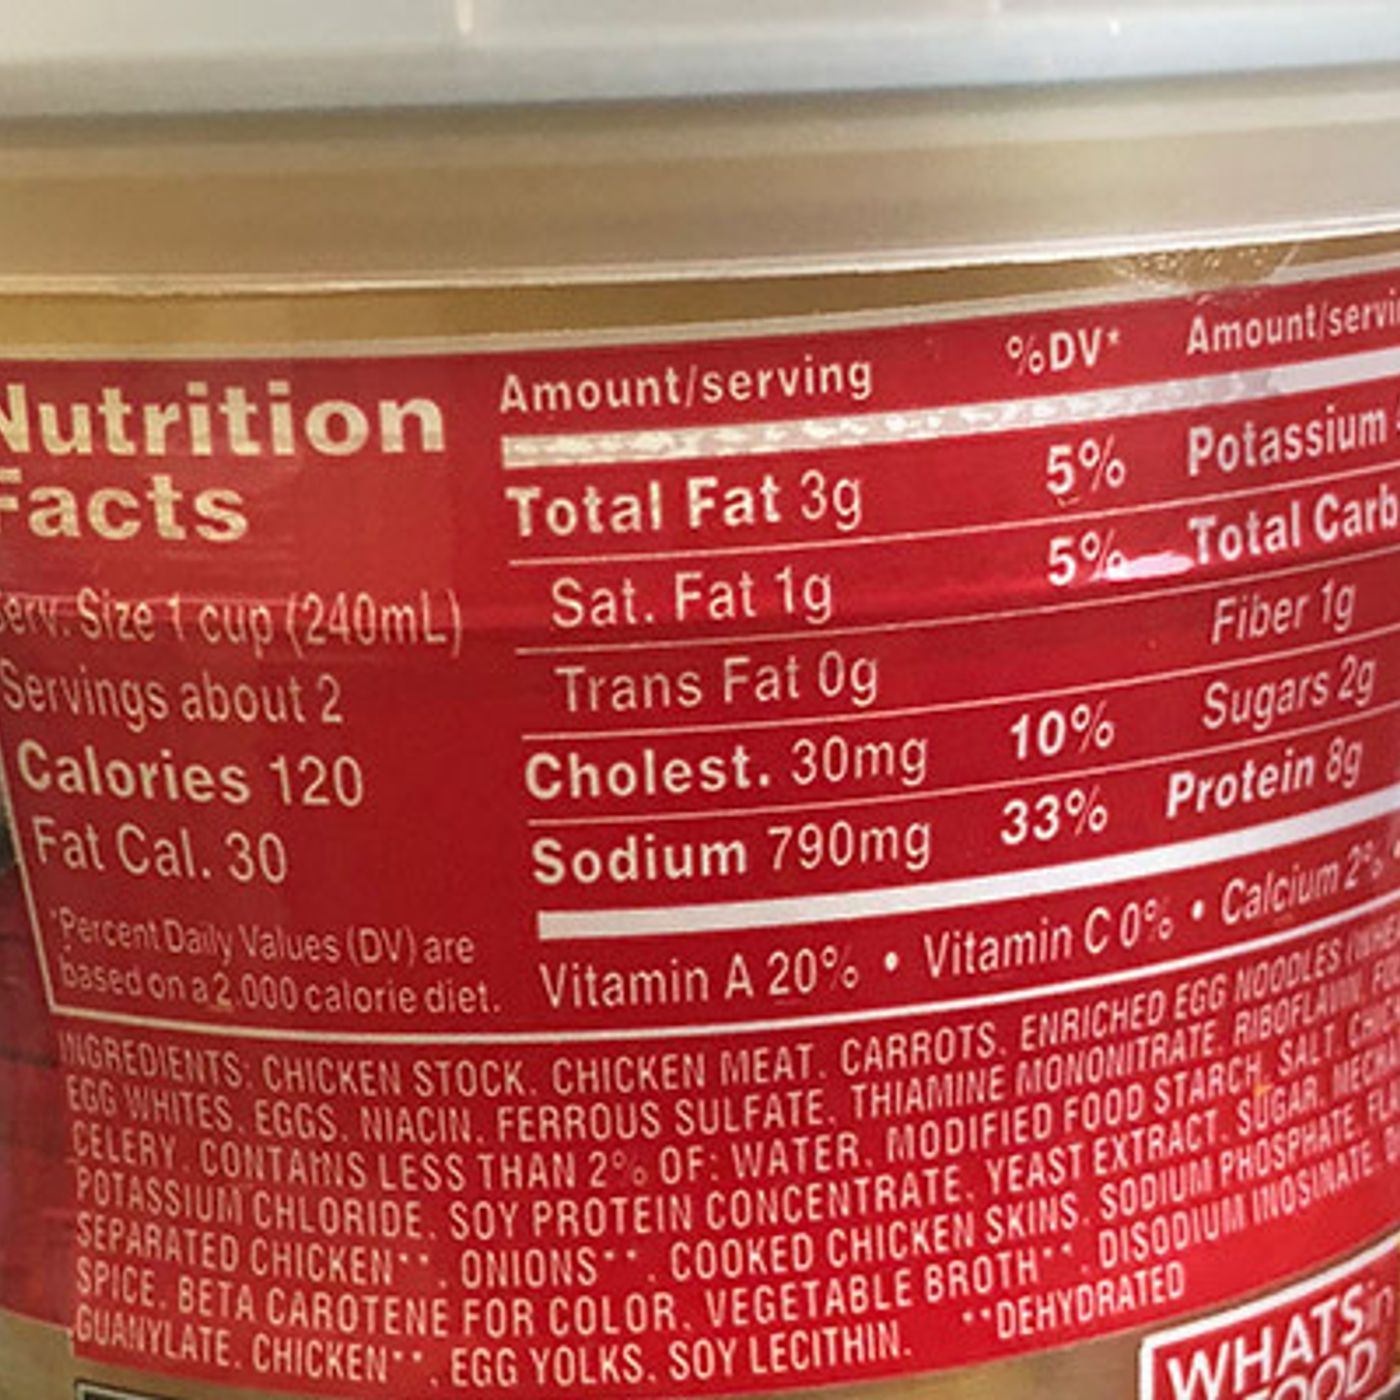 Nutrition
Facts
Serv. Size 1 cup (240mL)
Servings about 2
Calories 120
Fat Cal. 30
*Percent Daily Values (DV) are
based on a 2,000 calorie diet.
Amount/serving %DV* Amount/servi
Total Fat 3g 5% Potassium
Sat. Fat 1g 5% Total Carb
Trans Fat 0g Fiber 1g
Cholest. 30mg 10% Sugars 2g
Sodium 790mg 33% Protein 8g
Vitamin A 20% • Vitamin C 0% • Calcium 2% •
INGREDIENTS: CHICKEN STOCK, CHICKEN MEAT, CARROTS, ENRICHED EGG NOODLES
EGG WHITES, EGGS, NIACIN, FERROUS SULFATE, THIAMINE MONONITRATE, RIBOFLAVIN,
CELERY. CONTAINS LESS THAN 2% OF: WATER, MODIFIED FOOD STARCH, SALT,
POTASSIUM CHLORIDE, SOY PROTEIN CONCENTRATE, YEAST EXTRACT, SUGAR,
SEPARATED CHICKEN**, ONIONS**, COOKED CHICKEN SKINS, SODIUM PHOSPHATE,
SPICE, BETA CAROTENE FOR COLOR, VEGETABLE BROTH**, DISODIUM INOSINATE,
GUANYLATE, CHICKEN**, EGG YOLKS, SOY LECITHIN. **DEHYDRATED
WHATS